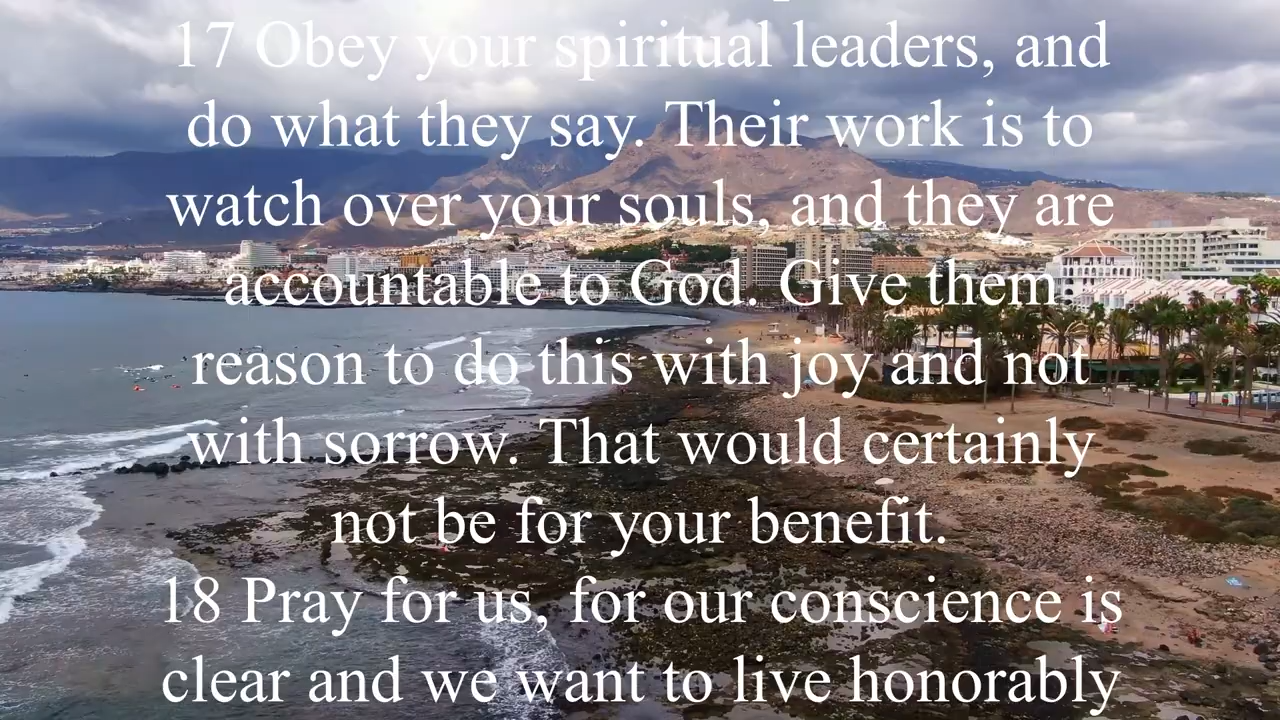 17 Obey your spiritual leaders, and
do what they say. Their work is to
watch over your souls, and they are
accountable to God. Give them
reason to do this with joy and not
with sorrow. That would certainly
not be for your benefit.
18 Pray for us, for our conscience is
clear and we want to live honorably